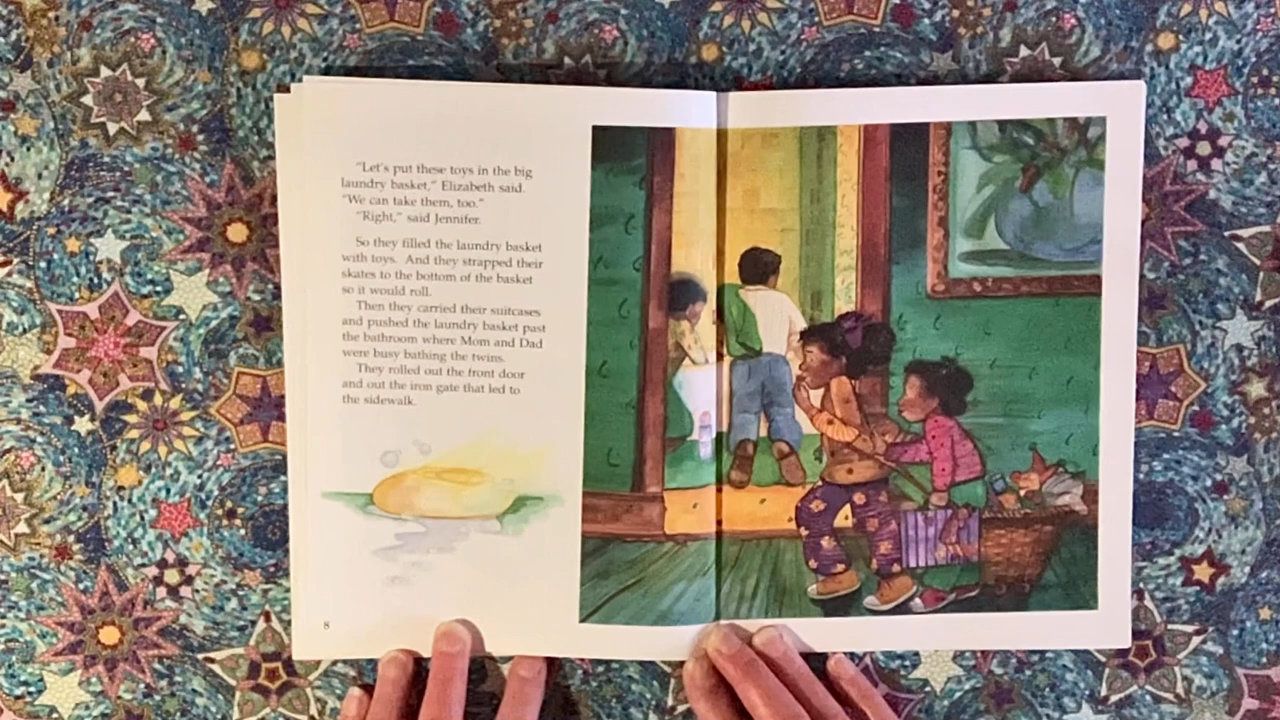 "Let's put these toys in the big
laundry basket," Elizabeth said.
"We can take them, too."
"Right," said Jennifer.
So they filled the laundry basket
with toys. And they strapped their
skates to the bottom of the basket
so it would roll.
Then they carried their suitcases
and pushed the laundry basket past
the bathroom where Mom and Dad
were busy bathing the twins.
They rolled out the front door
and out the iron gate that led to
the sidewalk.
8